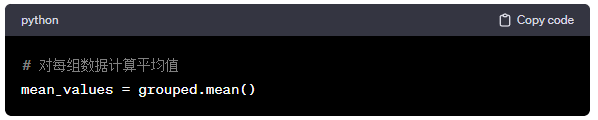 python Copy code
# 对每组数据计算平均值
mean_values = grouped.mean()